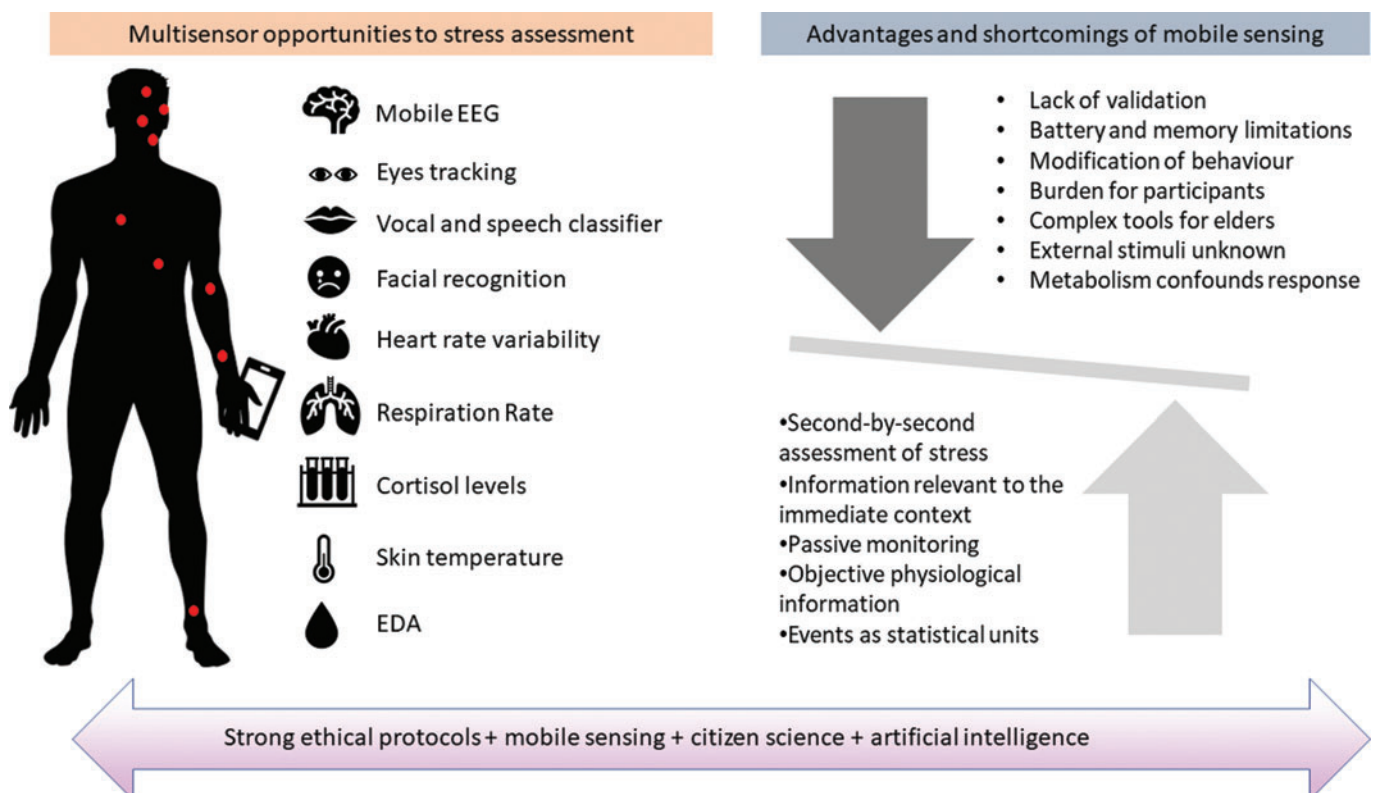 Multisensor opportunities to stress assessment
Mobile EEG
Eyes tracking
Vocal and speech classifier
Facial recognition
Heart rate variability
Respiration Rate
Cortisol levels
Skin temperature
EDA
Advantages and shortcomings of mobile sensing
• Lack of validation
• Battery and memory limitations
• Modification of behaviour
• Burden for participants
• Complex tools for elders
• External stimuli unknown
• Metabolism confounds response
•Second-by-second
assessment of stress
•Information relevant to the
immediate context
•Passive monitoring
•Objective physiological
information
•Events as statistical units
Strong ethical protocols + mobile sensing + citizen science + artificial intelligence